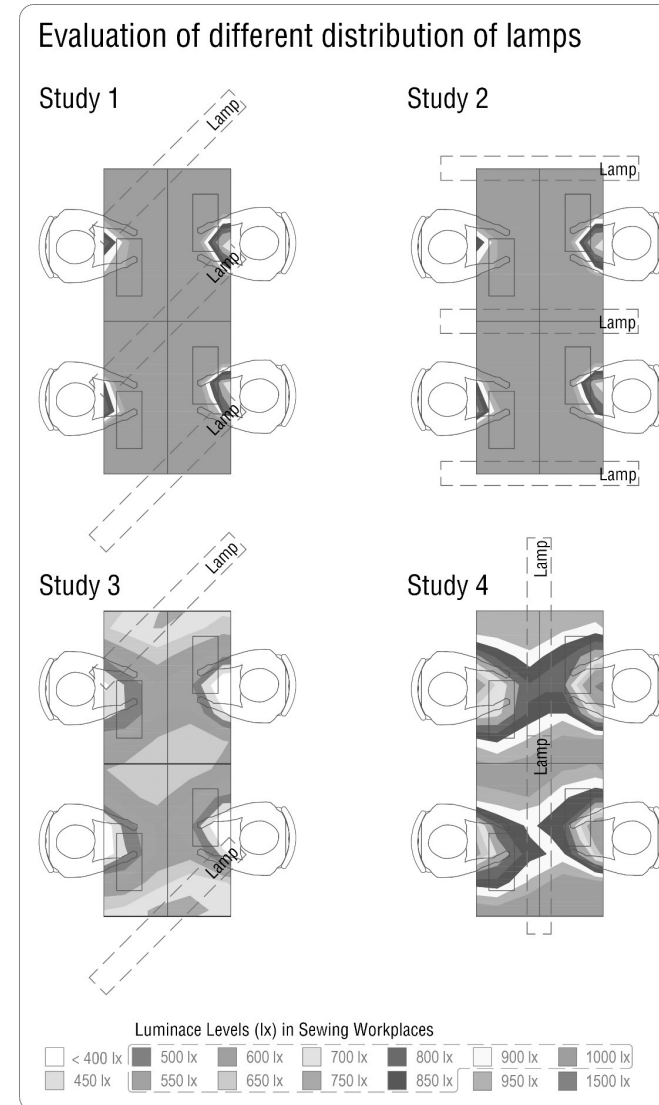 Evaluation of different distribution of lamps
Study 1
Study 2
Lamp
Lamp
Lamp
Lamp
Lamp
Lamp
Study 3
Study 4
Lamp
Lamp
Lamp
Lamp
Luminace Levels (lx) in Sewing Workplaces
< 400 lx 500 lx 600 lx 700 lx 800 lx 900 lx 1000 lx
450 lx 550 lx 650 lx 750 lx 850 lx 950 lx 1500 lx